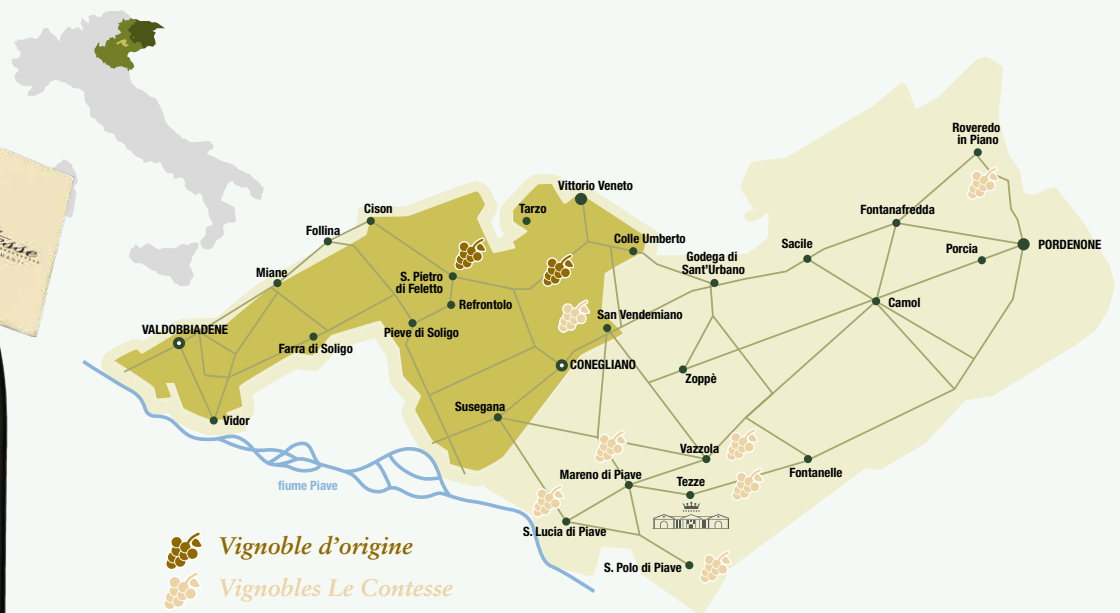 Roveredo
in Piano
Vittorio Veneto
Cison
Tarzo
Fontanafredda
Follina
Colle Umberto
Sacile
PORDENONE
Porcia
Godega di
Sant'Urbano
Miane
S. Pietro
di Feletto
Refrontolo
Camol
San Vendemiano
VALDOBBIADENE
Pieve di Soligo
Farra di Soligo
CONEGLIANO
Zoppè
Susegana
Vidor
Vazzola
Mareno di Piave
Tezze
Fontanelle
fiume Piave
S. Lucia di Piave
S. Polo di Piave
Vignoble d'origine
Vignobles Le Contesse